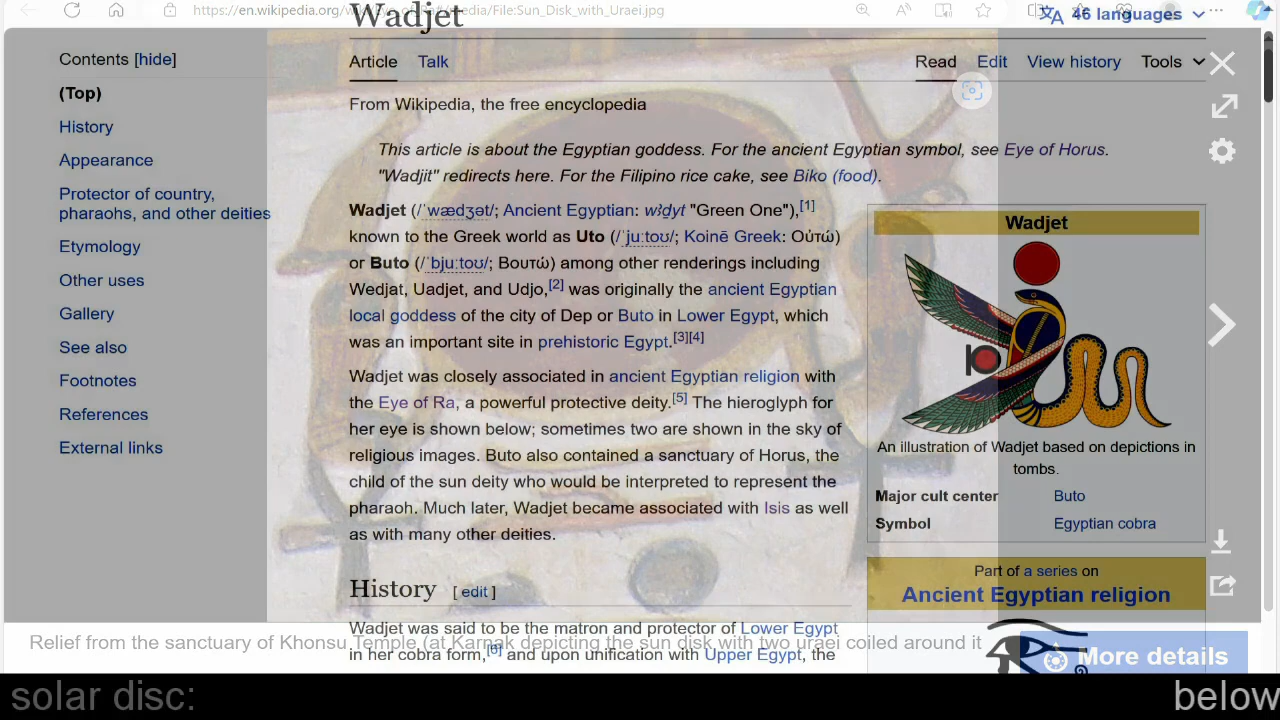 https://en.wikipedia.org/
/media/File:Sun_Disk_with_Uraei.jpg
Wadjet
46 languages
Contents [hide]
(Top)
History
Appearance
Protector of country,
pharaohs, and other deities
Etymology
Other uses
Gallery
See also
Footnotes
References
External links
Article Talk Read Edit View history Tools
From Wikipedia, the free encyclopedia
This article is about the Egyptian goddess. For the ancient Egyptian symbol, see Eye of Horus.
"Wadjit" redirects here. For the Filipino rice cake, see Biko (food).
Wadjet (/ˈwædʒət/; Ancient Egyptian: wꜣḏyt "Green One"),[1]
known to the Greek world as Uto (/ˈjuːtoʊ/; Koinē Greek: Οὐτώ)
or Buto (/ˈbjuːtoʊ/; Βουτώ) among other renderings including
Wedjat, Uadjet, and Udjo,[2] was originally the ancient Egyptian
local goddess of the city of Dep or Buto in Lower Egypt, which
was an important site in prehistoric Egypt.[3][4]
Wadjet was closely associated in ancient Egyptian religion with
the Eye of Ra, a powerful protective deity.[5] The hieroglyph for
her eye is shown below; sometimes two are shown in the sky of
religious images. Buto also contained a sanctuary of Horus, the
child of the sun deity who would be interpreted to represent the
pharaoh. Much later, Wadjet became associated with Isis as well
as with many other deities.
History [ edit ]
Wadjet was said to be the matron and protector of Lower Egypt
in her cobra form,[6] and upon unification with Upper Egypt, the
Wadjet
An illustration of Wadjet based on depictions in
tombs.
Major cult center Buto
Symbol Egyptian cobra
Part of a series on
Ancient Egyptian religion
Relief from the sanctuary of Khonsu Temple (at Karnak depicting the sun disk with two uraei coiled around it
More details
solar disc: below